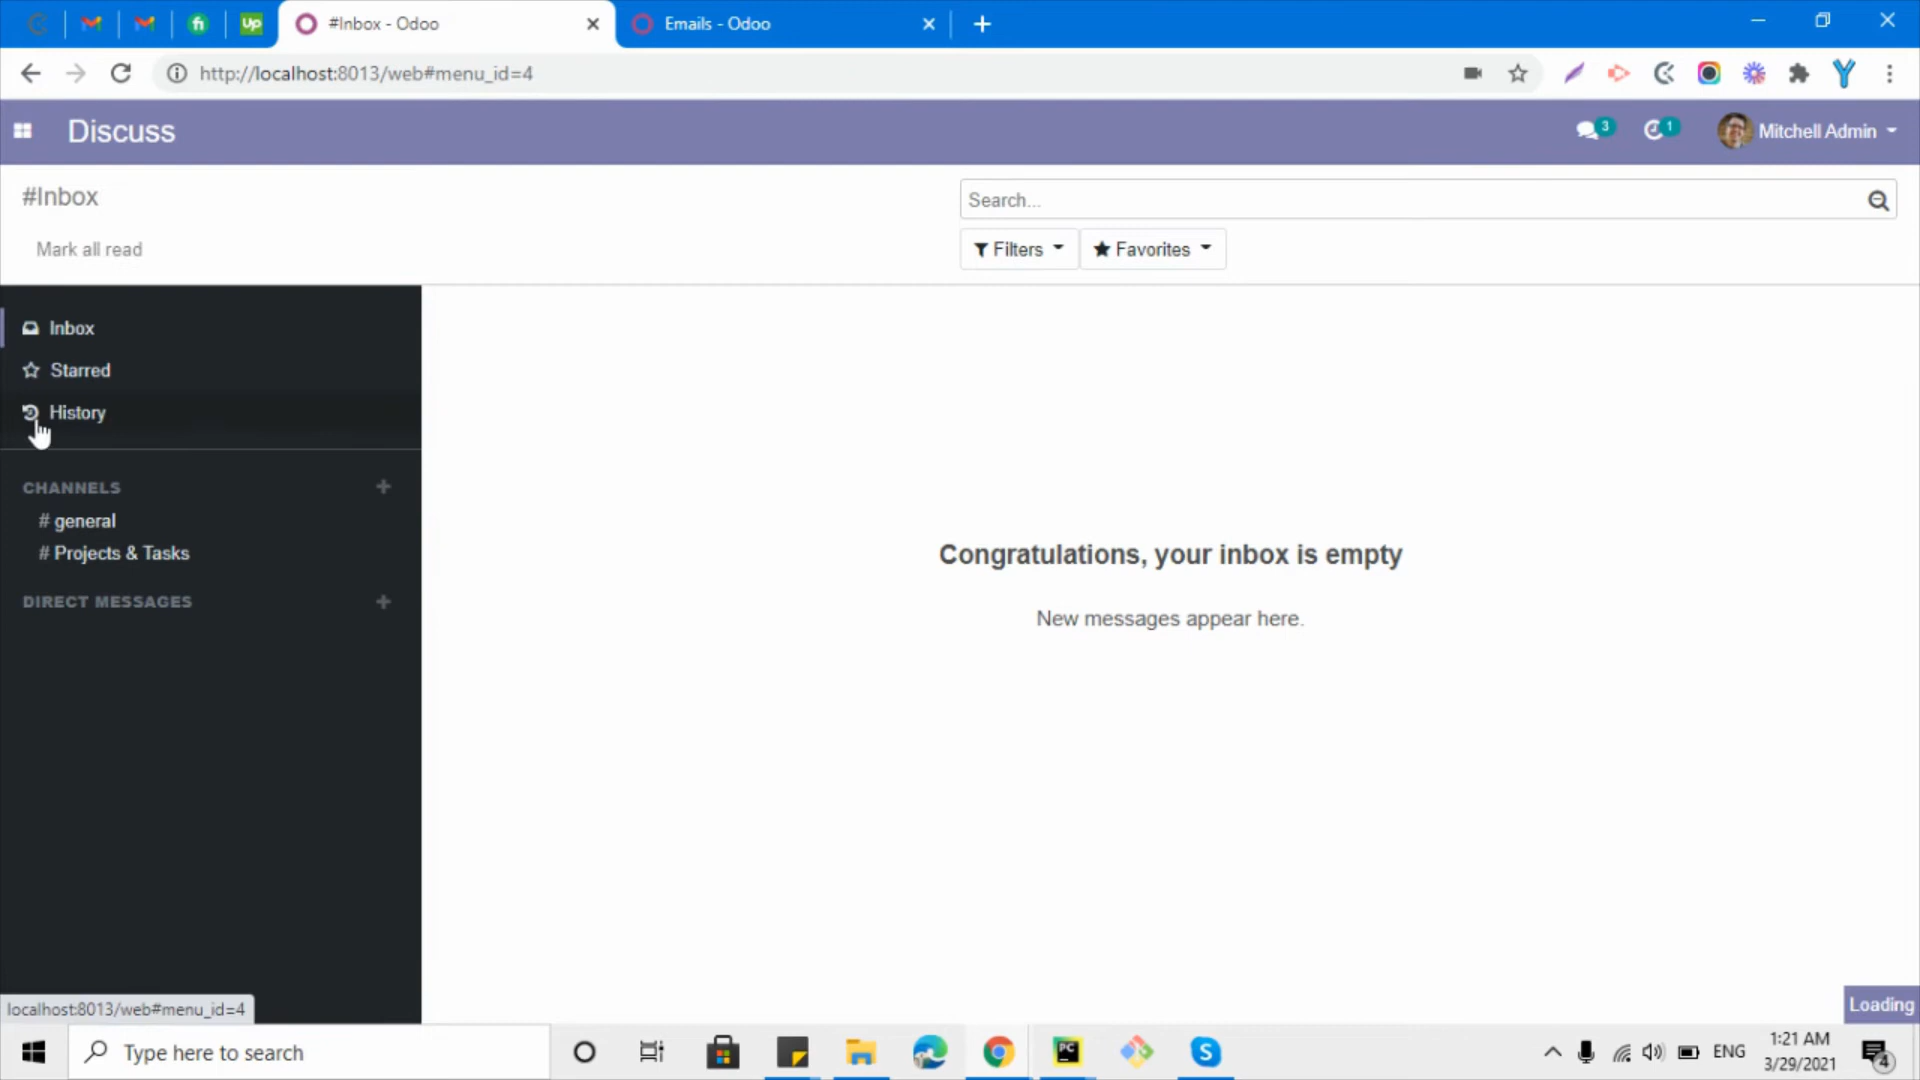 Up
#Inbox - Odoo
Emails - Odoo
http://localhost:8013/web#menu_id=4
Discuss
3
1
Mitchell Admin
#Inbox
Search...
Mark all read
Filters
Favorites
Inbox
Starred
History
CHANNELS
# general
# Projects & Tasks
DIRECT MESSAGES
Congratulations, your inbox is empty
New messages appear here.
localhost:8013/web#menu_id=4
Loading
Type here to search
PC
S
ENG
1:21 AM
3/29/2021
4